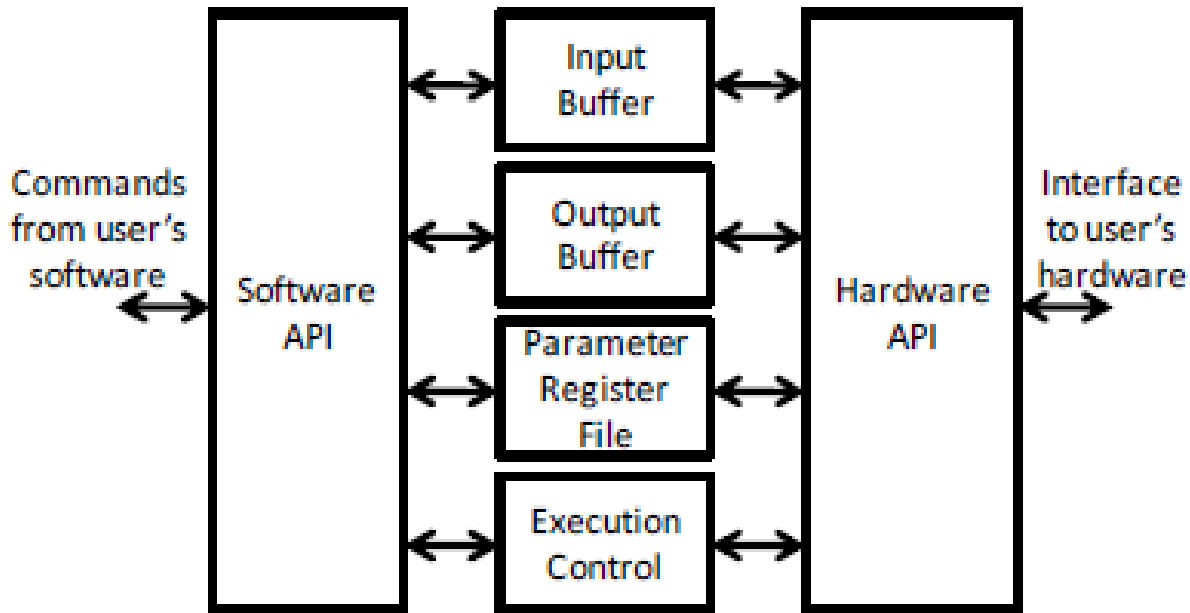 Commands
from user's
software
Software
API
Input
Buffer
Output
Buffer
Parameter
Register
File
Execution
Control
Hardware
API
Interface
to user's
hardware